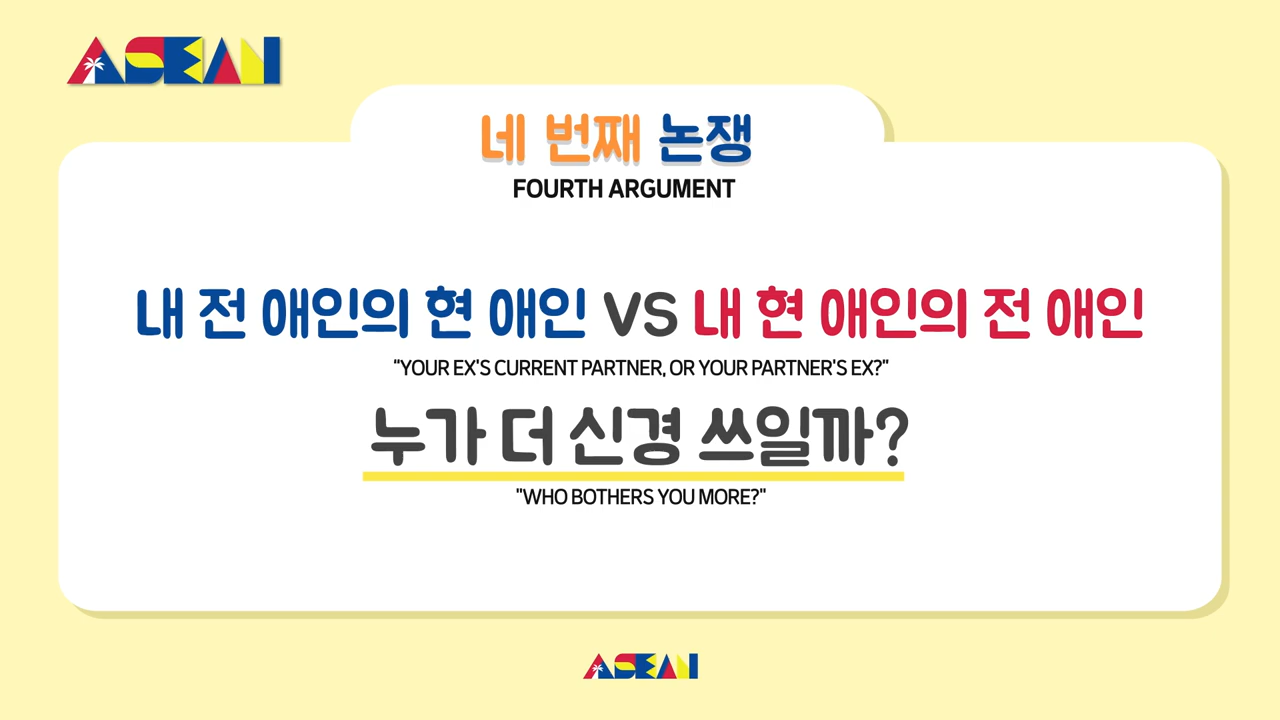 ASEAN
네 번째 논쟁
FOURTH ARGUMENT
내 전 애인의 현 애인 VS 내 현 애인의 전 애인
"YOUR EX'S CURRENT PARTNER, OR YOUR PARTNER'S EX?"
누가 더 신경 쓰일까?
"WHO BOTHERS YOU MORE?"
ASEAN